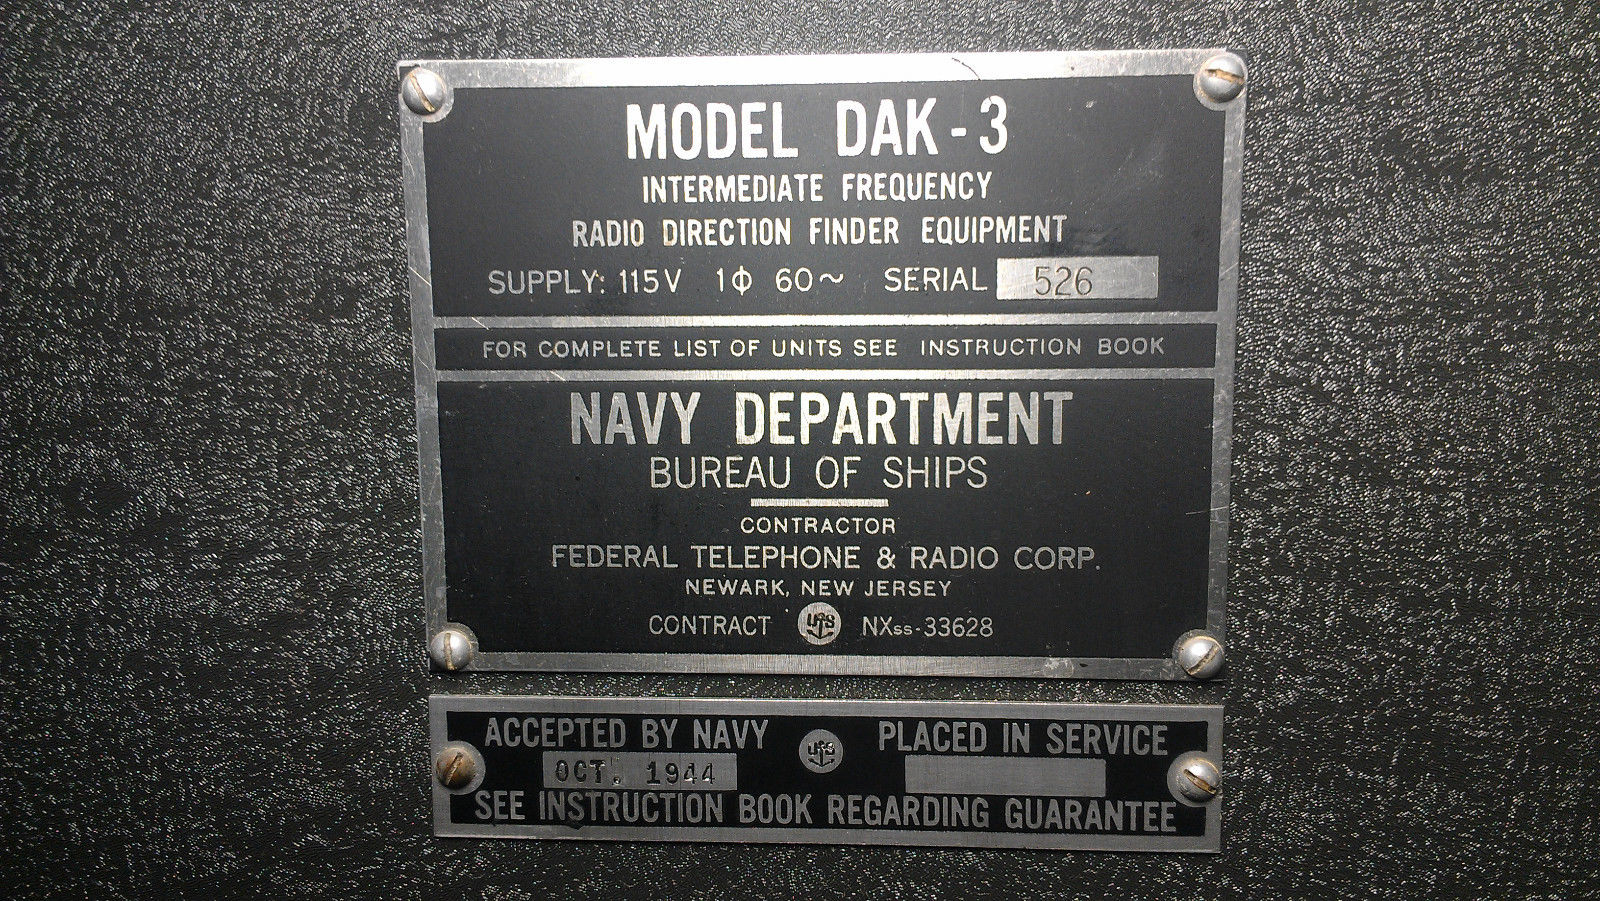 MODEL DAK-3
INTERMEDIATE FREQUENCY
RADIO DIRECTION FINDER EQUIPMENT
SUPPLY: 115V 1ϕ 60~ SERIAL 526
FOR COMPLETE LIST OF UNITS SEE INSTRUCTION BOOK
NAVY DEPARTMENT
BUREAU OF SHIPS
CONTRACTOR
FEDERAL TELEPHONE & RADIO CORP.
NEWARK, NEW JERSEY
CONTRACT USS NXss-33628
ACCEPTED BY NAVY USS PLACED IN SERVICE
OCT. 1944
SEE INSTRUCTION BOOK REGARDING GUARANTEE